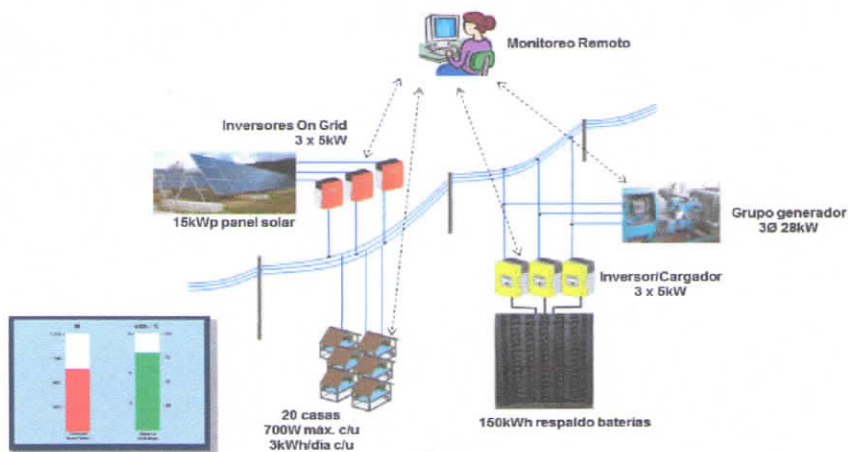 Monitoreo Remoto
Inversores On Grid
3 x 5kW
15kWp panel solar
Grupo generador
3Ø 28kW
Inversor/Cargador
3 x 5kW
20 casas
700W máx. c/u
3kWh/día c/u
150kWh respaldo baterías